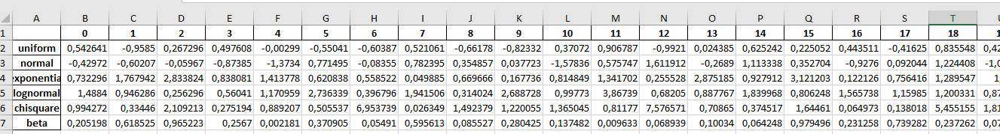 A B C D E F G H I J K L M N O P Q R S T
1 0 1 2 3 4 5 6 7 8 9 10 11 12 13 14 15 16 17 18 1
2 uniform 0,542641 -0,9585 0,267296 0,497608 -0,00299 -0,55041 -0,60387 0,521061 -0,66178 -0,82332 0,37072 0,906787 -0,9921 0,024385 0,625242 0,225052 0,443511 -0,41625 0,835548 0,42
3 normal -0,42972 -0,60207 -0,05967 -0,87385 -1,3734 0,771495 -0,08355 0,782395 0,354857 0,037723 -1,57836 0,575747 1,611912 -0,2689 1,113338 0,352704 -0,9276 0,092044 1,224408 -1,0
4 exponentia 0,732296 1,767942 2,833824 0,838081 1,413778 0,620838 0,558522 0,049885 0,669666 0,167736 0,814849 1,341702 0,255528 2,875185 0,927912 3,121203 0,122126 0,756416 1,289547 1,
5 lognormal 1,4884 0,946286 0,256296 0,56041 1,170959 2,736339 0,396796 1,941506 0,314024 2,688728 0,99773 3,86739 0,68205 0,887767 1,839968 0,806248 1,565738 1,15985 1,200331 0,87
6 chisquare 0,994272 0,33446 2,109213 0,275194 0,889207 0,505537 6,953739 0,026349 1,492379 1,220055 1,365045 0,81177 7,576571 0,70865 0,374517 1,64461 0,064973 0,138018 5,455155 1,81
7 beta 0,205198 0,618525 0,965223 0,2567 0,002181 0,370905 0,05491 0,595613 0,085527 0,280425 0,137482 0,009633 0,068939 0,10034 0,064248 0,979496 0,231258 0,739282 0,237262 0,07